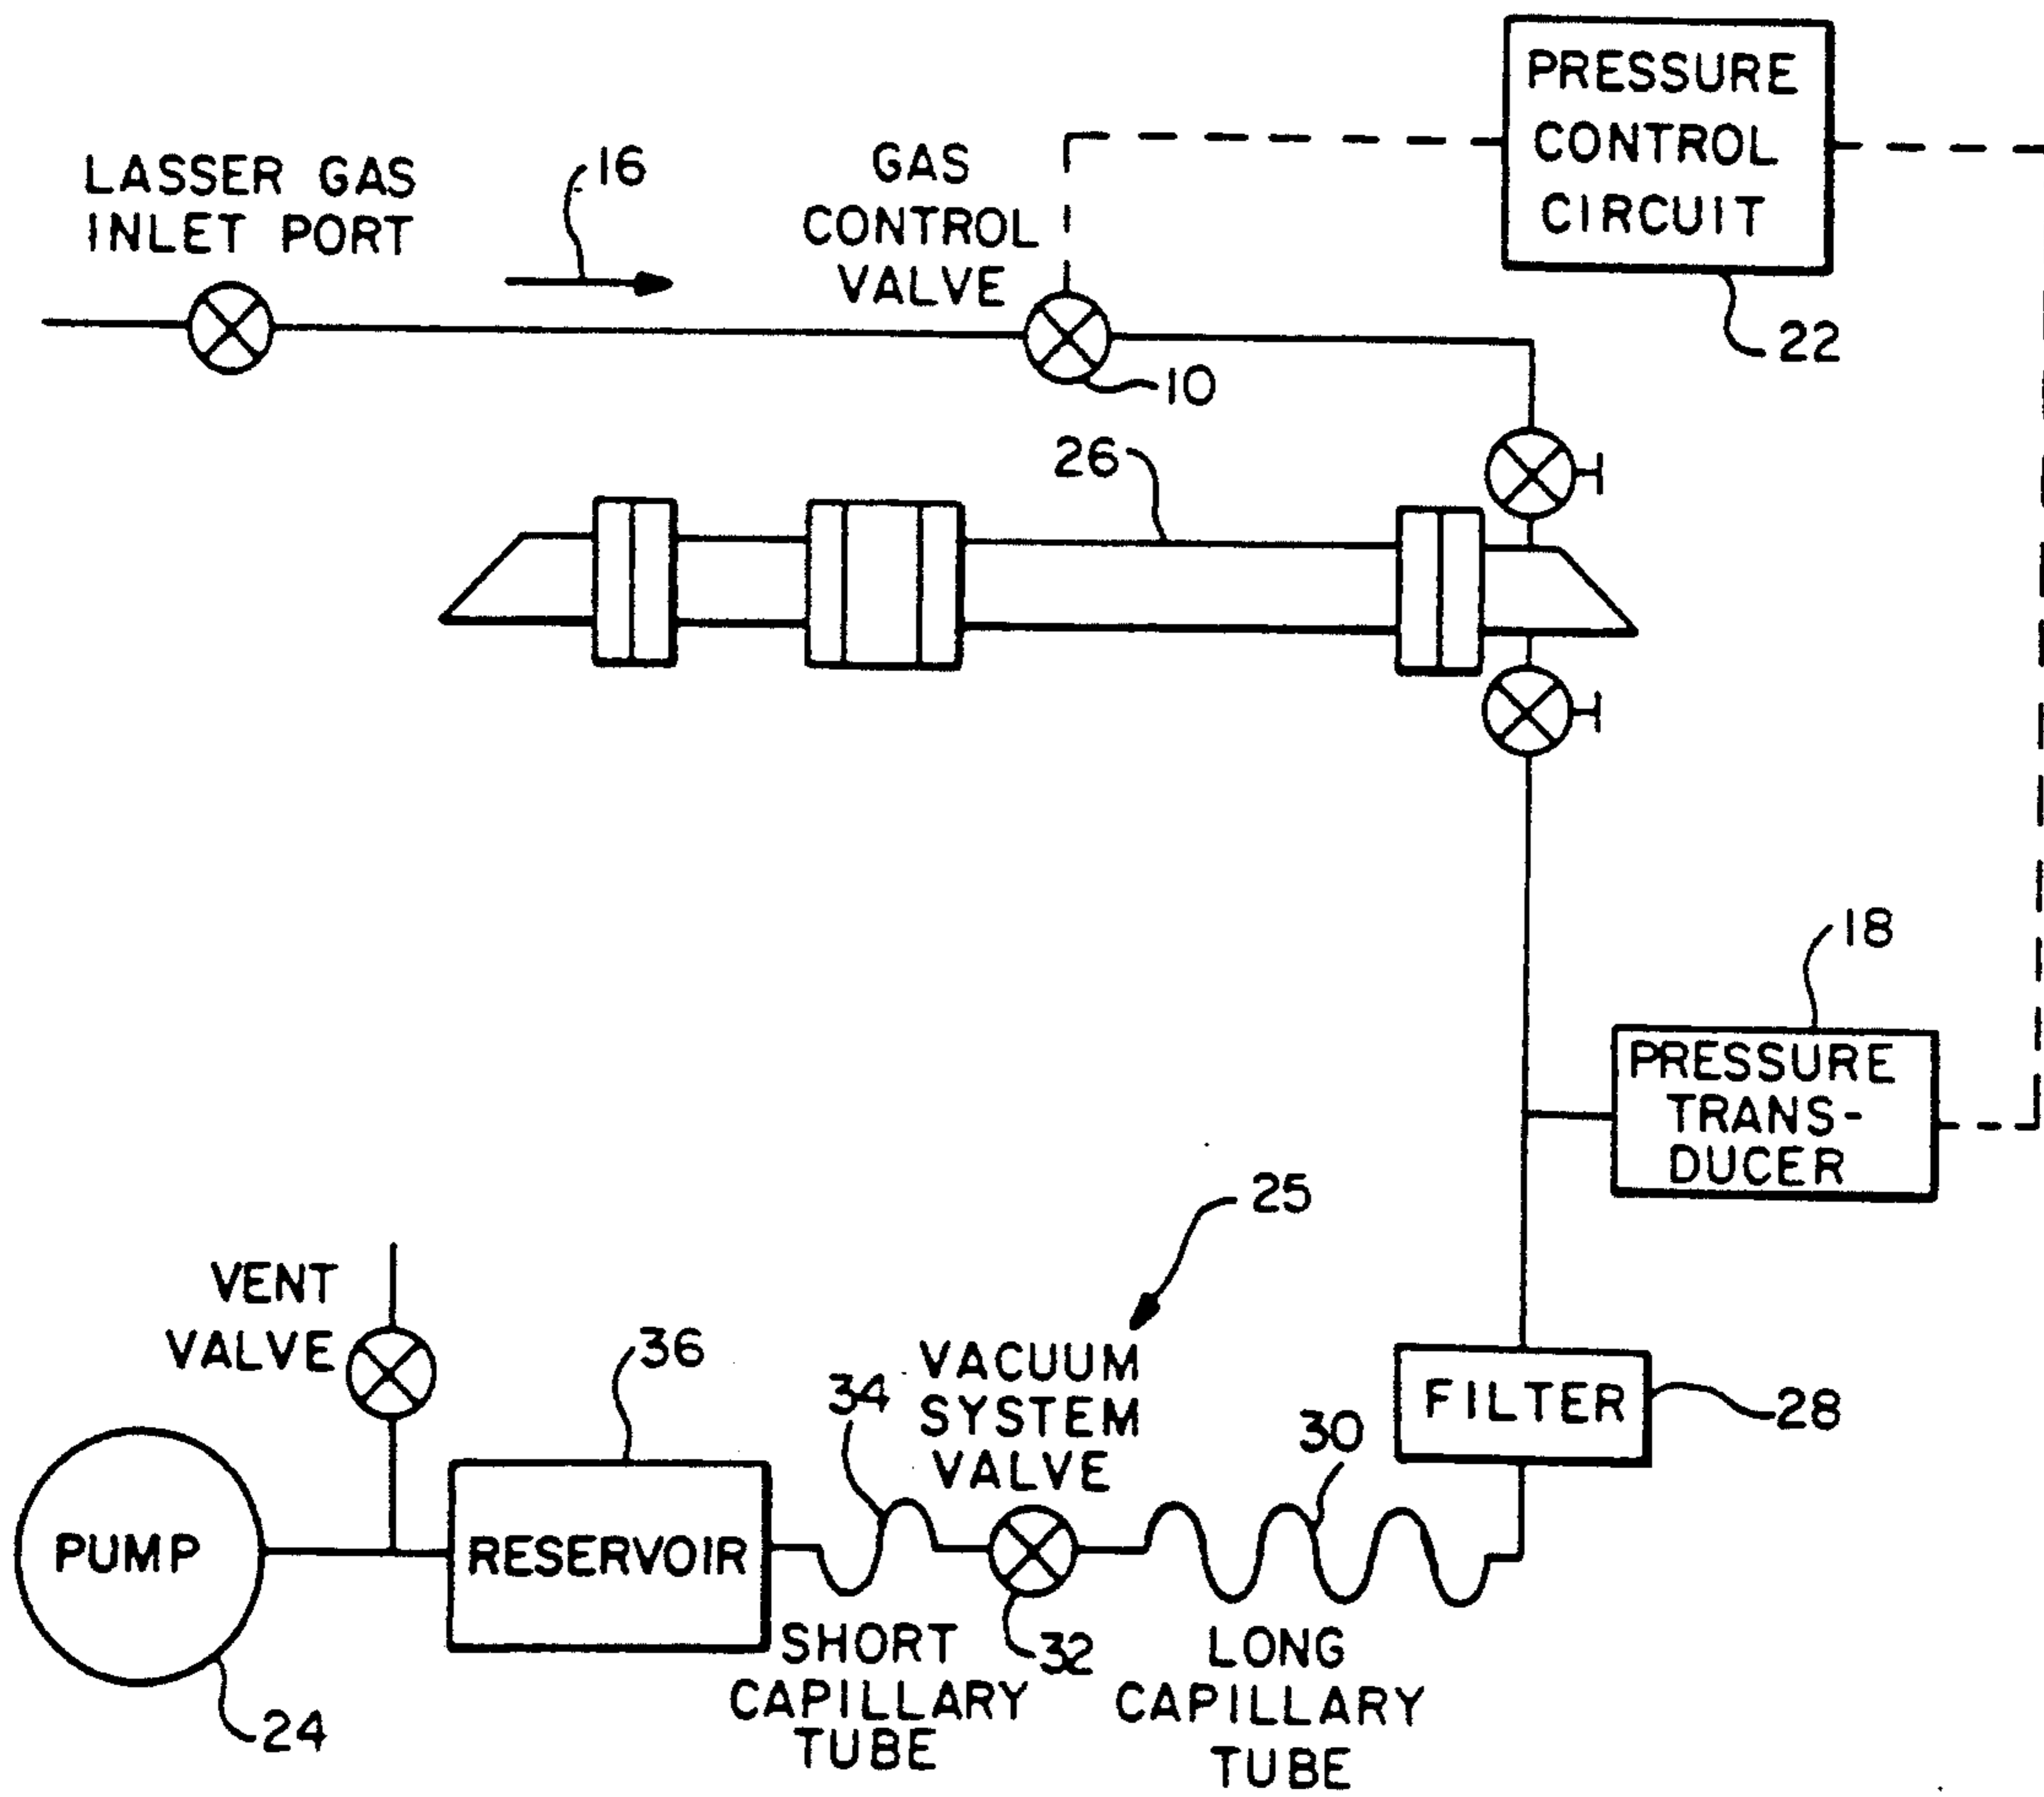 PRESSURE
CONTROL
CIRCUIT
22
LASSER GAS
INLET PORT
16
GAS
CONTROL
VALVE
10
26
18
PRESSURE
TRANS-
DUCER
25
VENT
VALVE
36
34
VACUUM
SYSTEM
VALVE
30
FILTER
28
PUMP
RESERVOIR
24
SHORT
CAPILLARY
TUBE
32
LONG
CAPILLARY
TUBE